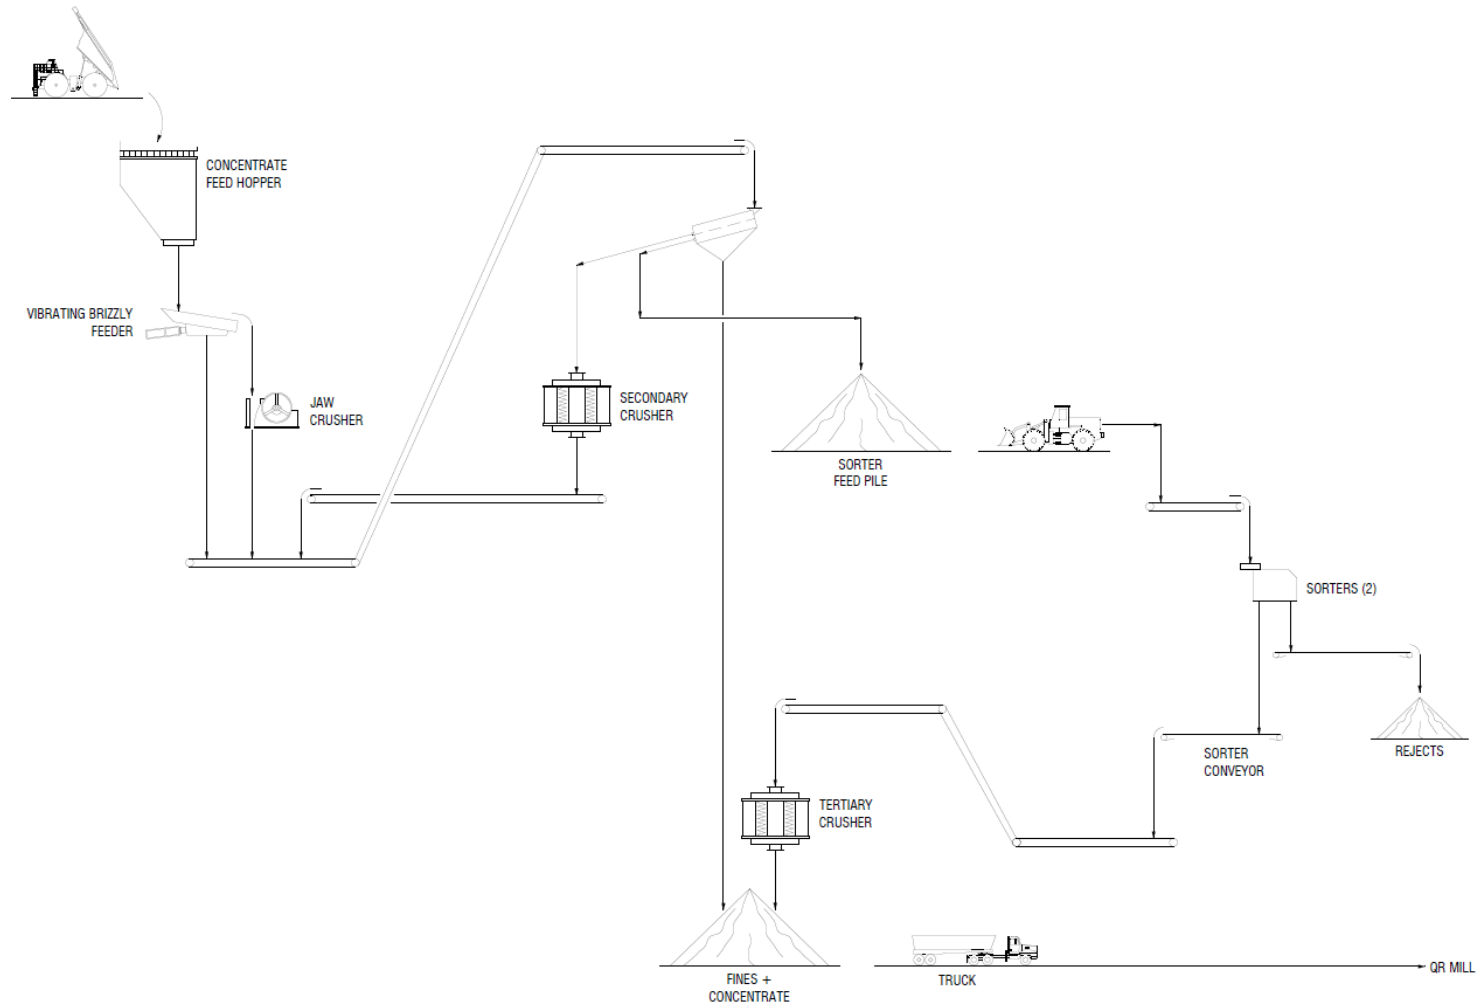 CONCENTRATE
FEED HOPPER
VIBRATING BRIZZLY
FEEDER
JAW
CRUSHER
SECONDARY
CRUSHER
SORTER
FEED PILE
SORTERS (2)
REJECTS
SORTER
CONVEYOR
TERTIARY
CRUSHER
FINES +
CONCENTRATE
TRUCK
QR MILL